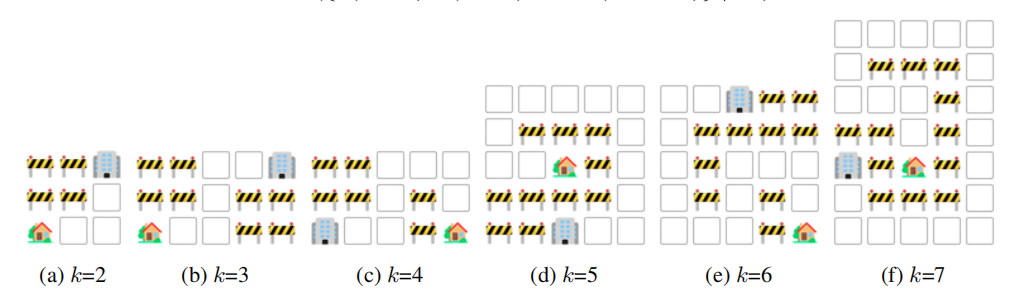 (a) k=2
(b) k=3
(c) k=4
(d) k=5
(e) k=6
(f) k=7